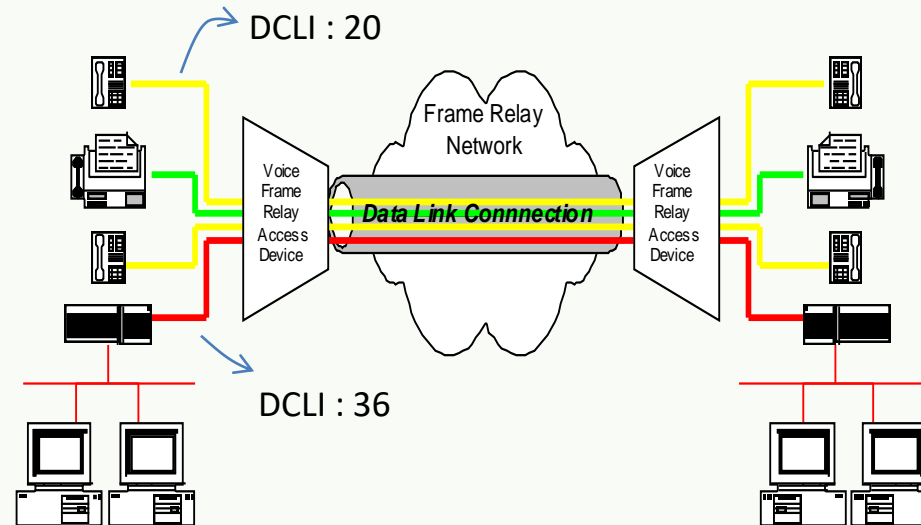 DCLI : 20
Frame Relay
Network
Voice
Frame
Relay
Access
Device
Data Link Connnection
Voice
Frame
Relay
Access
Device
DCLI : 36